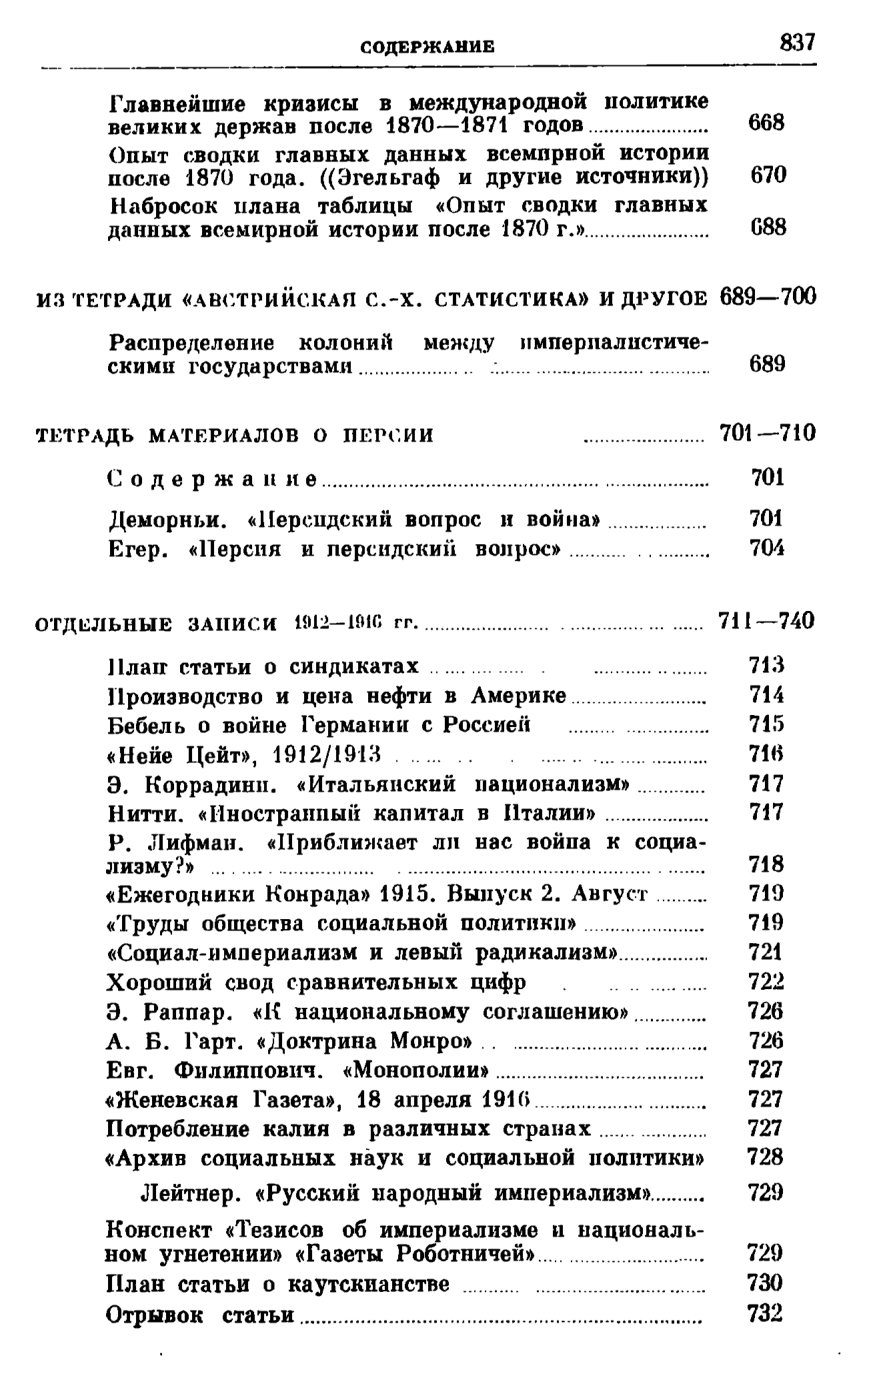 СОДЕРЖАНИЕ 837
Главнейшие кризисы в международной политике
великих держав после 1870—1871 годов 668
Опыт сводки главных данных всемирной истории
после 1870 года. ((Эгельгаф и другие источники)) 670
Набросок плана таблицы «Опыт сводки главных
данных всемирной истории после 1870 г.» 688
ИЗ ТЕТРАДИ «АВСТРИЙСКАЯ С.-Х. СТАТИСТИКА» И ДРУГОЕ 689—700
Распределение колоний между империалистиче-
скими государствами 689
ТЕТРАДЬ МАТЕРИАЛОВ О ПЕРСИИ 701—710
Содержание 701
Деморньи. «Персидский вопрос и война» 701
Егер. «Персия и персидский вопрос» 704
ОТДЕЛЬНЫЕ ЗАПИСИ 1912—1916 гг. 711—740
План статьи о синдикатах 713
Производство и цена нефти в Америке 714
Бебель о войне Германии с Россией 715
«Нейе Цейт», 1912/1913 716
Э. Коррадини. «Итальянский национализм» 717
Нитти. «Иностранный капитал в Италии» 717
Р. Лифман. «Приближает ли нас война к социа-
лизму?» 718
«Ежегодники Конрада» 1915. Выпуск 2. Август 719
«Труды общества социальной политики» 719
«Социал-империализм и левый радикализм» 721
Хороший свод сравнительных цифр 722
Э. Раппар. «К национальному соглашению» 726
А. Б. Гарт. «Доктрина Монро» 726
Евг. Филиппович. «Монополии» 727
«Женевская Газета», 18 апреля 1916 727
Потребление калия в различных странах 727
«Архив социальных наук и социальной политики» 728
Лейтнер. «Русский народный империализм» 729
Конспект «Тезисов об империализме и националь-
ном угнетении» «Газеты Роботничей» 729
План статьи о каутскианстве 730
Отрывок статьи 732